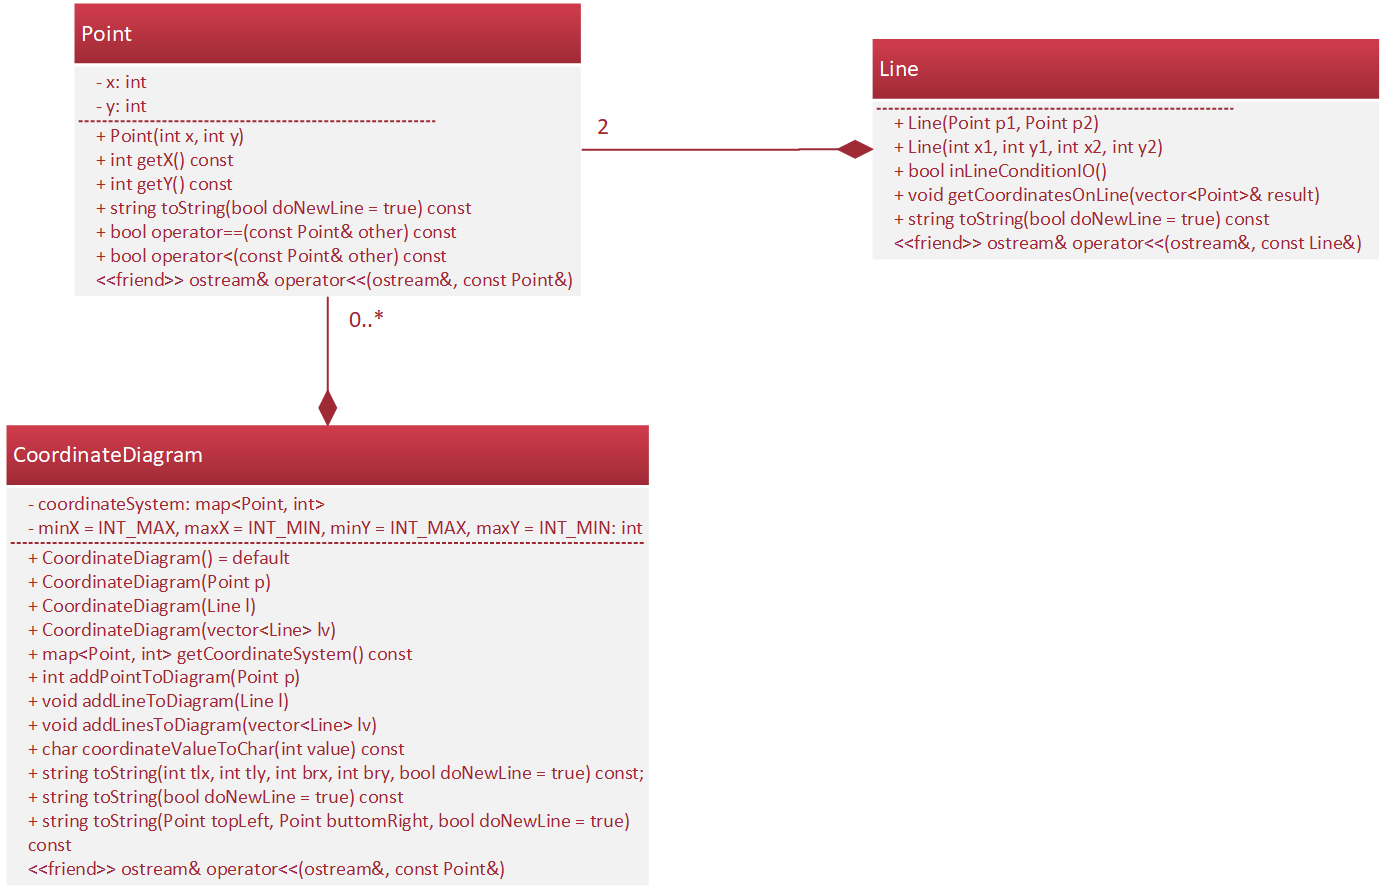 Point
- x: int
- y: int
+ Point(int x, int y)
+ int getX() const
+ int getY() const
+ string toString(bool doNewLine = true) const
+ bool operator==(const Point& other) const
+ bool operator<(const Point& other) const
<<friend>> ostream& operator<<(ostream&, const Point&)
2
Line
+ Line(Point p1, Point p2)
+ Line(int x1, int y1, int x2, int y2)
+ bool inLineConditionIO()
+ void getCoordinatesOnLine(vector<Point>& result)
+ string toString(bool doNewLine = true) const
<<friend>> ostream& operator<<(ostream&, const Line&)
0..*
CoordinateDiagram
- coordinateSystem: map<Point, int>
- minX = INT_MAX, maxX = INT_MIN, minY = INT_MAX, maxY = INT_MIN: int
+ CoordinateDiagram() = default
+ CoordinateDiagram(Point p)
+ CoordinateDiagram(Line l)
+ CoordinateDiagram(vector<Line> lv)
+ map<Point, int> getCoordinateSystem() const
+ int addPointToDiagram(Point p)
+ void addLineToDiagram(Line l)
+ void addLinesToDiagram(vector<Line> lv)
+ char coordinateValueToChar(int value) const
+ string toString(int tlx, int tly, int brx, int bry, bool doNewLine = true) const;
+ string toString(bool doNewLine = true) const
+ string toString(Point topLeft, Point buttomRight, bool doNewLine = true)
const
<<friend>> ostream& operator<<(ostream&, const Point&)